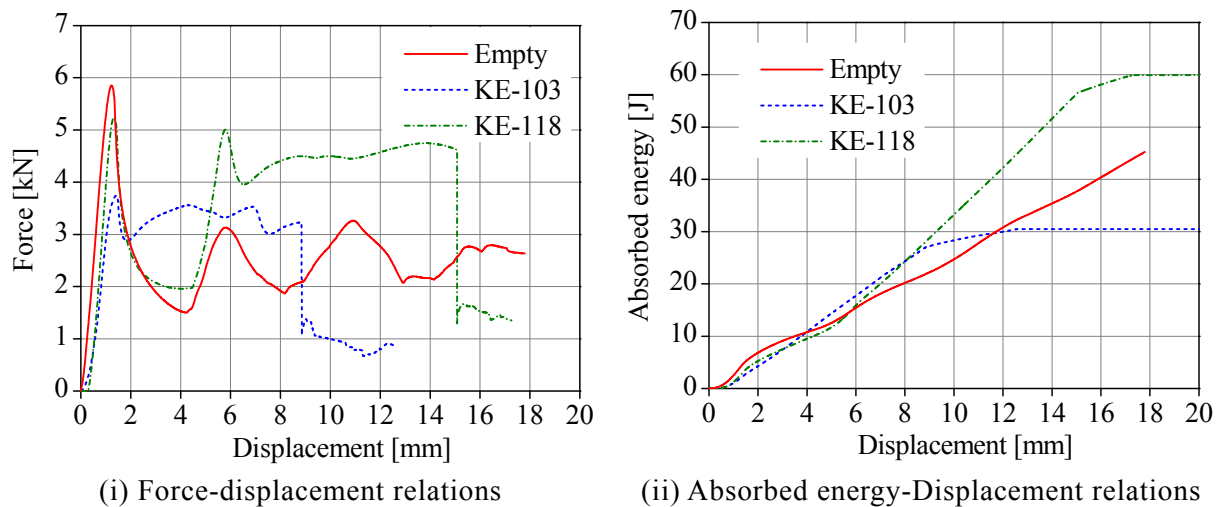 7
6
5
4
3
2
1
0
Force [kN]
Empty
KE-103
KE-118
0 2 4 6 8 10 12 14 16 18 20
Displacement [mm]
(i) Force-displacement relations
70
60
50
40
30
20
10
0
Absorbed energy [J]
Empty
KE-103
KE-118
0 2 4 6 8 10 12 14 16 18 20
Displacement [mm]
(ii) Absorbed energy-Displacement relations